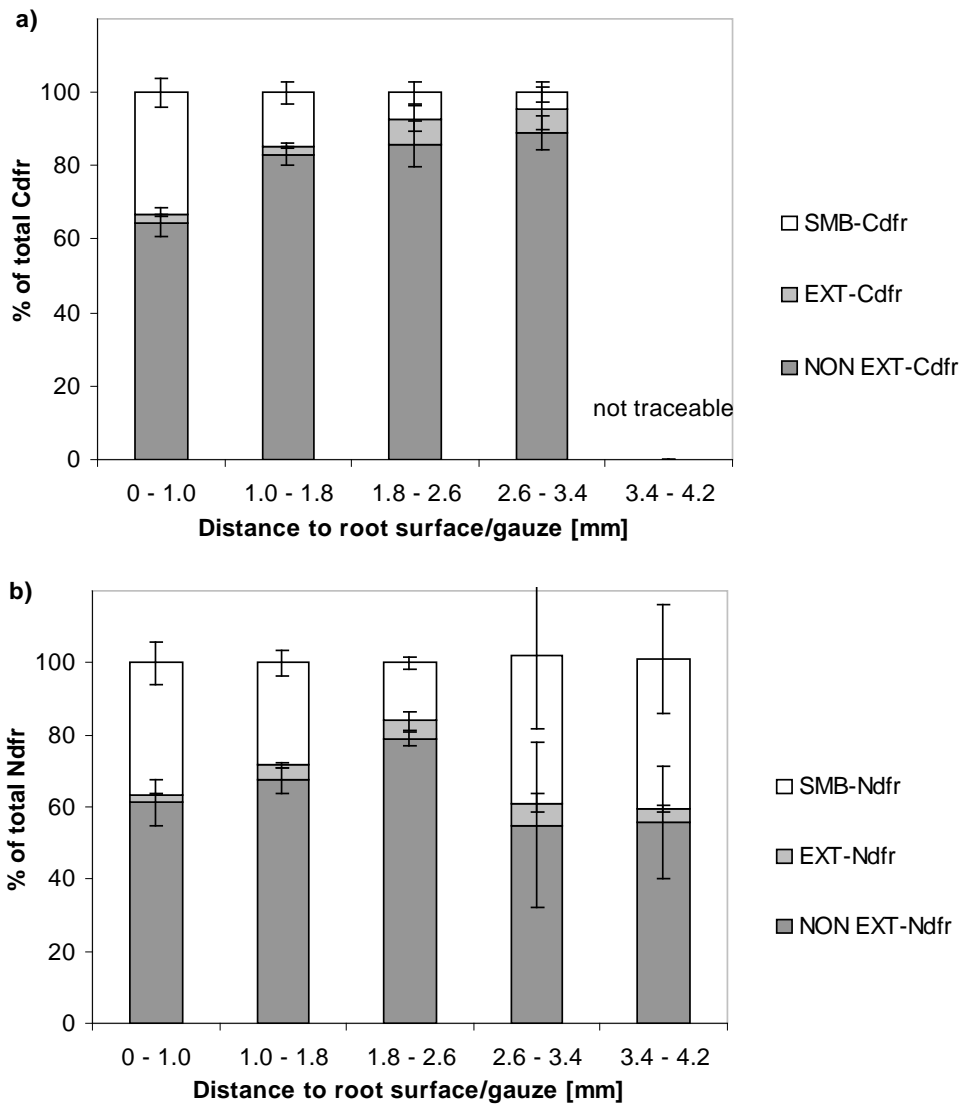 a)
100
80
60
40
20
0
% of total Cdfr
not traceable
0 - 1.0 1.0 - 1.8 1.8 - 2.6 2.6 - 3.4 3.4 - 4.2
Distance to root surface/gauze [mm]
SMB-Cdfr
EXT-Cdfr
NON EXT-Cdfr
b)
100
80
60
40
20
0
% of total Ndfr
0 - 1.0 1.0 - 1.8 1.8 - 2.6 2.6 - 3.4 3.4 - 4.2
Distance to root surface/gauze [mm]
SMB-Ndfr
EXT-Ndfr
NON EXT-Ndfr